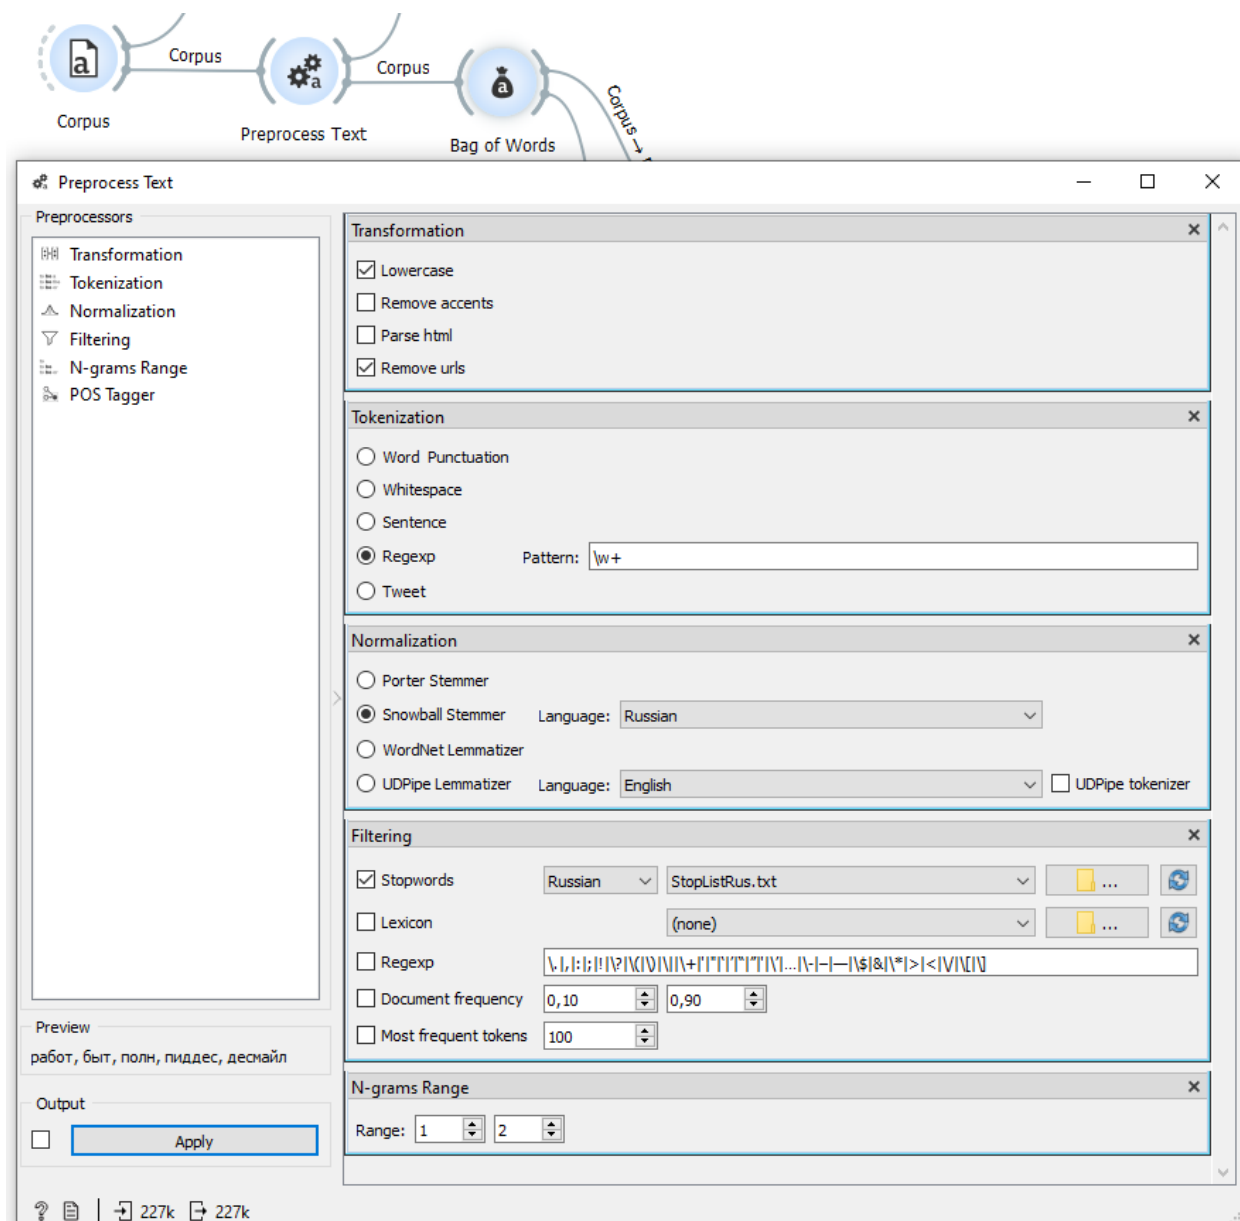 Corpus
Corpus
Corpus
Preprocess Text
Bag of Words
Corpus →
Preprocess Text
Preprocessors
Transformation
Tokenization
Normalization
Filtering
N-grams Range
POS Tagger
Transformation
Lowercase
Remove accents
Parse html
Remove urls
Tokenization
Word Punctuation
Whitespace
Sentence
Regexp Pattern: \w+
Tweet
Normalization
Porter Stemmer
Snowball Stemmer Language: Russian
WordNet Lemmatizer
UDPipe Lemmatizer Language: English UDPipe tokenizer
Filtering
Stopwords Russian StopListRus.txt ...
Lexicon (none) ...
Regexp
Document frequency 0,10 0,90
Most frequent tokens 100
N-grams Range
Range: 1 2
Preview
работ, быт, полн, пиддес, десмайл
Output
Apply
227k 227k